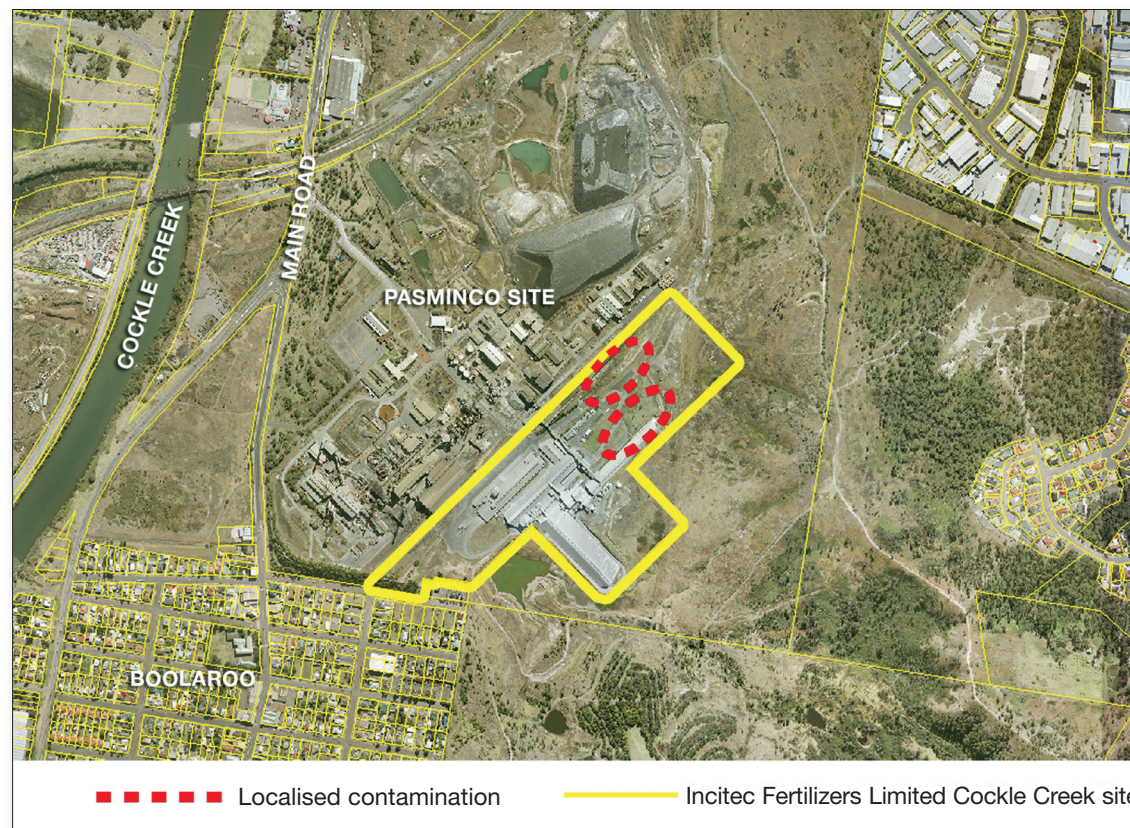 COCKLE CREEK
MAIN ROAD
PASMINCO SITE
BOOLAROO
Localised contamination
Incitec Fertilizers Limited Cockle Creek site